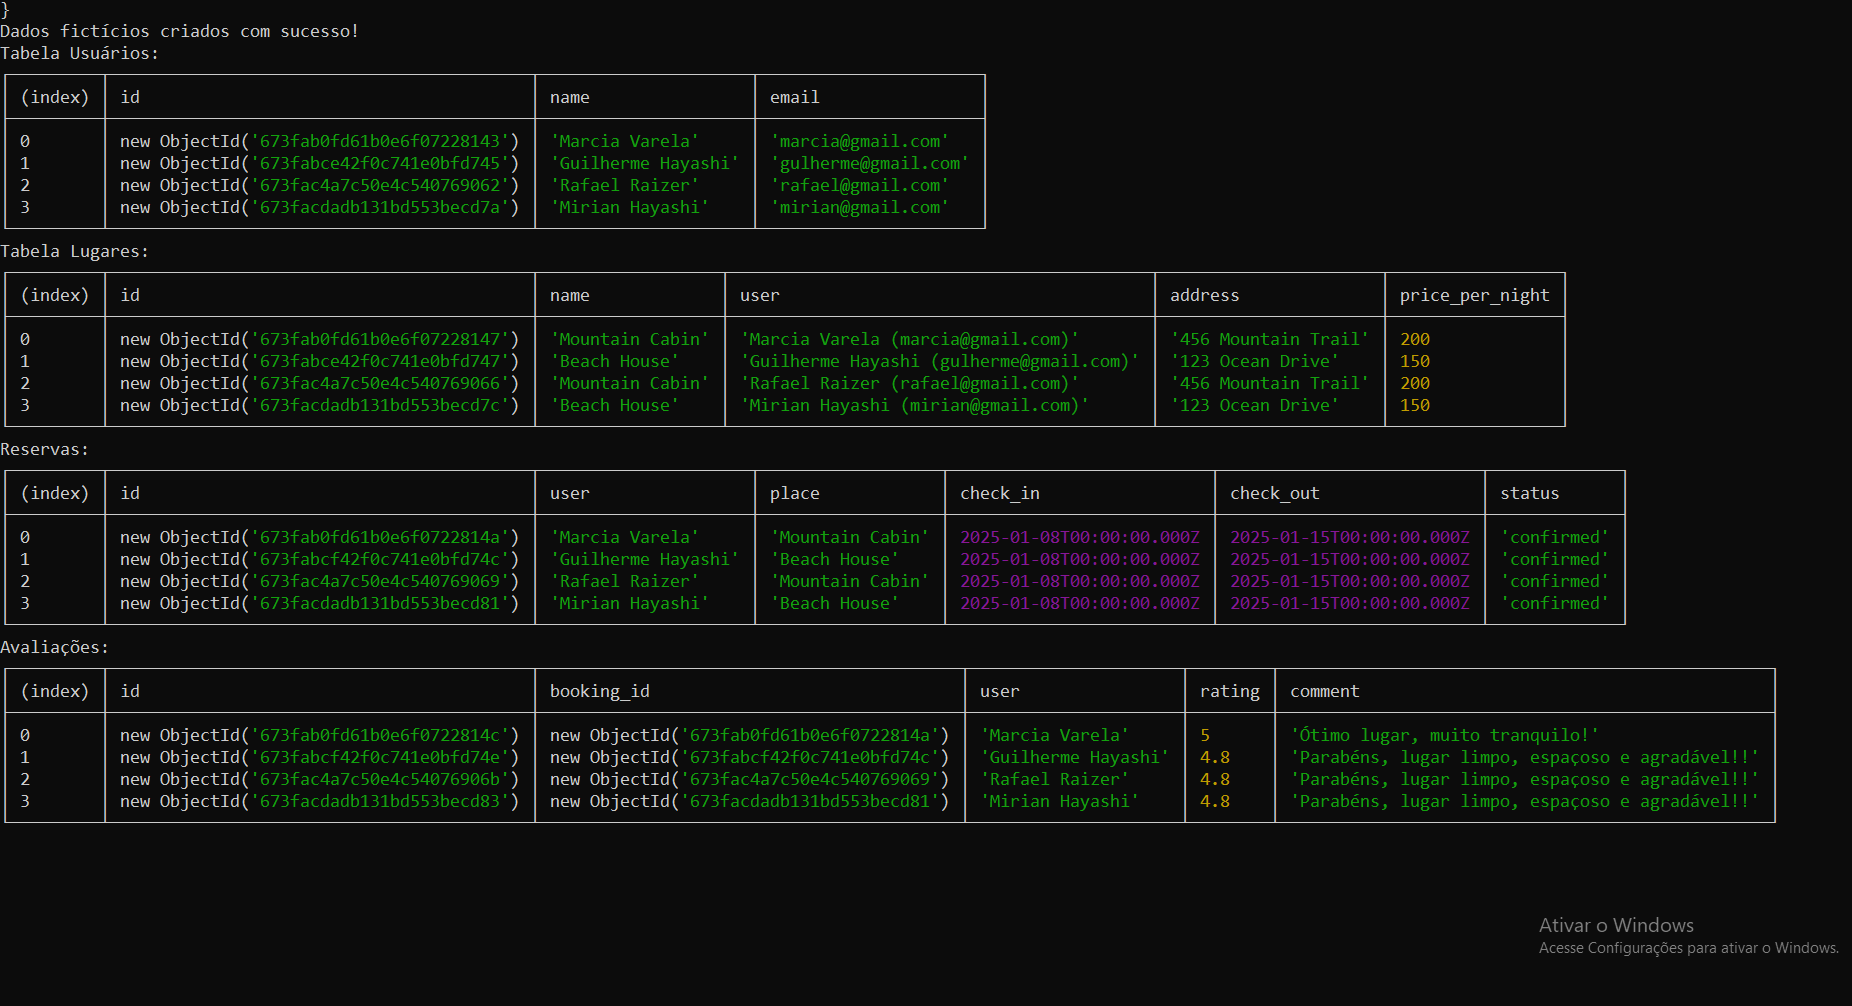 }
Dados fictícios criados com sucesso!
Tabela Usuários:
(index) id name email
0 new ObjectId('673fab0fd61b0e6f07228143') 'Marcia Varela' 'marcia@gmail.com'
1 new ObjectId('673fabce42f0c741e0bfd745') 'Guilherme Hayashi' 'gulherme@gmail.com'
2 new ObjectId('673fac4a7c50e4c540769062') 'Rafael Raizer' 'rafael@gmail.com'
3 new ObjectId('673facdadb131bd553becd7a') 'Mirian Hayashi' 'mirian@gmail.com'
Tabela Lugares:
(index) id name user address price_per_night
0 new ObjectId('673fab0fd61b0e6f07228147') 'Mountain Cabin' 'Marcia Varela (marcia@gmail.com)' '456 Mountain Trail' 200
1 new ObjectId('673fabce42f0c741e0bfd747') 'Beach House' 'Guilherme Hayashi (gulherme@gmail.com)' '123 Ocean Drive' 150
2 new ObjectId('673fac4a7c50e4c540769066') 'Mountain Cabin' 'Rafael Raizer (rafael@gmail.com)' '456 Mountain Trail' 200
3 new ObjectId('673facdadb131bd553becd7c') 'Beach House' 'Mirian Hayashi (mirian@gmail.com)' '123 Ocean Drive' 150
Reservas:
(index) id user place check_in check_out status
0 new ObjectId('673fab0fd61b0e6f0722814a') 'Marcia Varela' 'Mountain Cabin' 2025-01-08T00:00:00.000Z 2025-01-15T00:00:00.000Z 'confirmed'
1 new ObjectId('673fabcf42f0c741e0bfd74c') 'Guilherme Hayashi' 'Beach House' 2025-01-08T00:00:00.000Z 2025-01-15T00:00:00.000Z 'confirmed'
2 new ObjectId('673fac4a7c50e4c540769069') 'Rafael Raizer' 'Mountain Cabin' 2025-01-08T00:00:00.000Z 2025-01-15T00:00:00.000Z 'confirmed'
3 new ObjectId('673facdadb131bd553becd81') 'Mirian Hayashi' 'Beach House' 2025-01-08T00:00:00.000Z 2025-01-15T00:00:00.000Z 'confirmed'
Avaliações:
(index) id booking_id user rating comment
0 new ObjectId('673fab0fd61b0e6f0722814c') new ObjectId('673fab0fd61b0e6f0722814a') 'Marcia Varela' 5 'Ótimo lugar, muito tranquilo!'
1 new ObjectId('673fabcf42f0c741e0bfd74e') new ObjectId('673fabcf42f0c741e0bfd74c') 'Guilherme Hayashi' 4.8 'Parabéns, lugar limpo, espaçoso e agradável!!'
2 new ObjectId('673fac4a7c50e4c54076906b') new ObjectId('673fac4a7c50e4c540769069') 'Rafael Raizer' 4.8 'Parabéns, lugar limpo, espaçoso e agradável!!'
3 new ObjectId('673facdadb131bd553becd83') new ObjectId('673facdadb131bd553becd81') 'Mirian Hayashi' 4.8 'Parabéns, lugar limpo, espaçoso e agradável!!'
Ativar o Windows
Acesse Configurações para ativar o Windows.